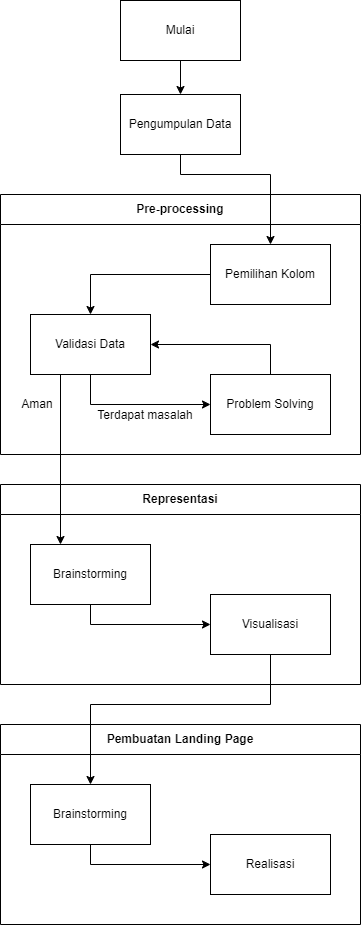 Mulai
Pengumpulan Data
Pre-processing
Pemilihan Kolom
Validasi Data
Aman
Terdapat masalah
Problem Solving
Representasi
Brainstorming
Visualisasi
Pembuatan Landing Page
Brainstorming
Realisasi